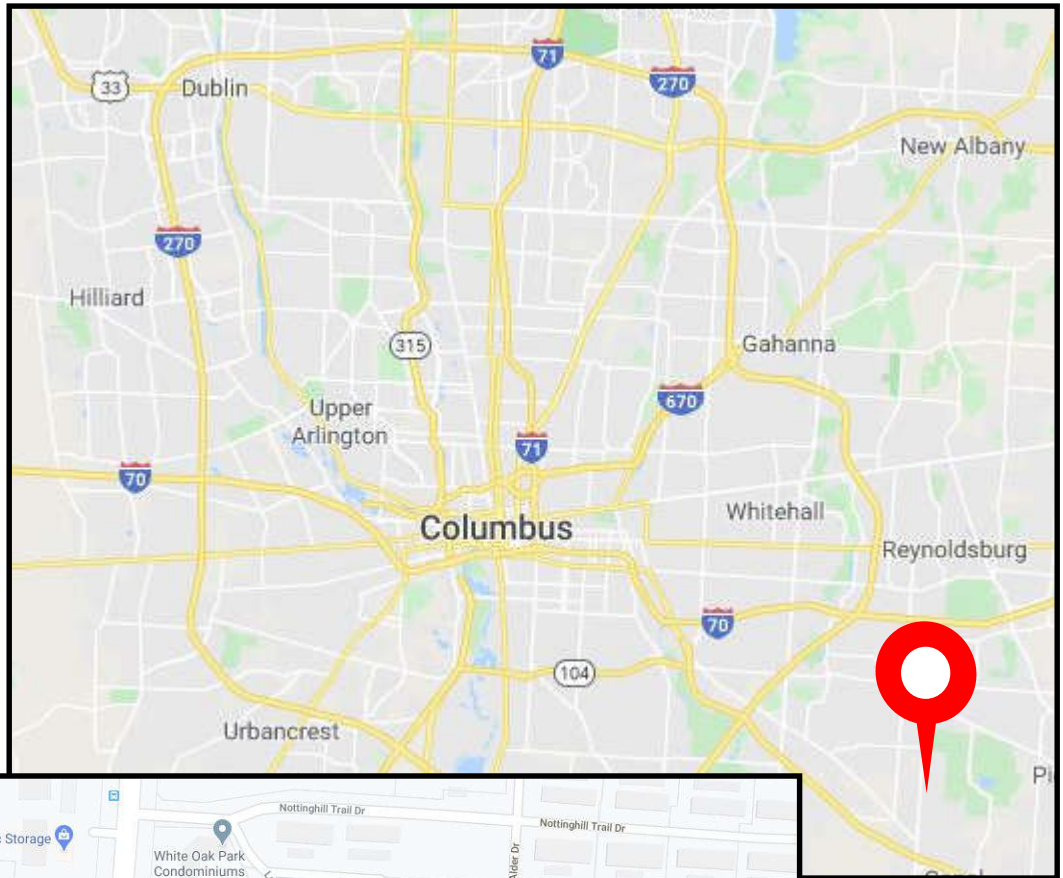 71
33
Dublin
270
New Albany
270
Hilliard
315
Gahanna
670
Upper
Arlington
71
70
Columbus
Whitehall
Reynoldsburg
70
104
Urbancrest
Nottinghill Trail Dr
Nottinghill Trail Dr
Storage
White Oak Park
Condominiums
Alder Dr